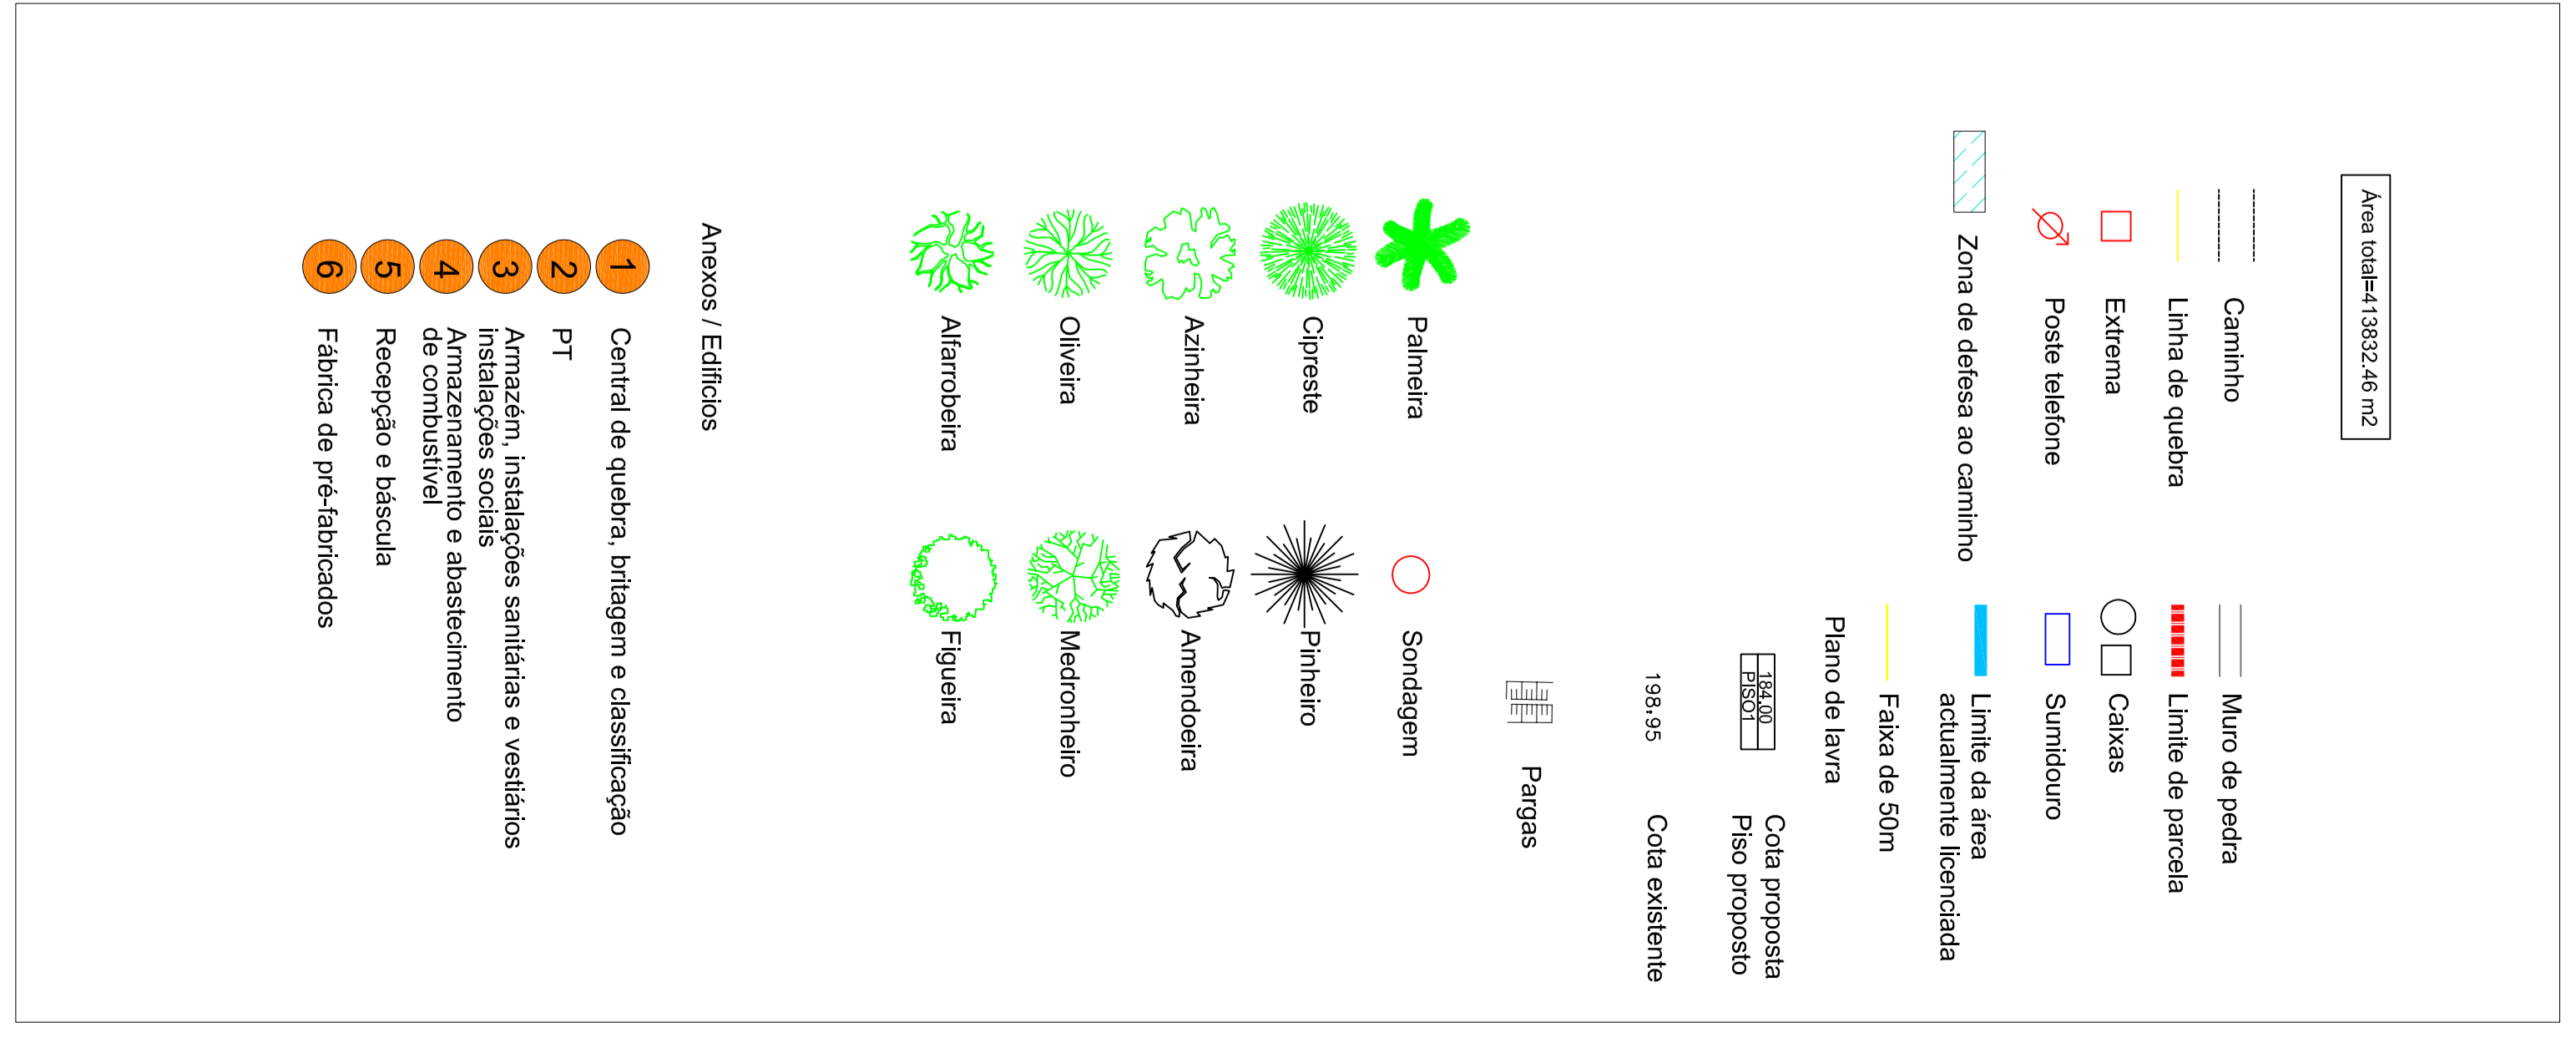 Área total=413832.46 m2
Caminho
Linha de quebra
Extrema
Poste telefone
Zona de defesa ao caminho
Muro de pedra
Limite de parcela
Caixas
Sumidouro
Limite da área
actualmente licenciada
Faixa de 50m
Plano de lavra
184.00
PISO1
Cota proposta
Piso proposto
198.95
Cota existente
Pargas
Palmeira
Cipreste
Azinheira
Oliveira
Alfarrobeira
Sondagem
Pinheiro
Amendoeira
Medronheiro
Figueira
Anexos / Edificios
1 Central de quebra, britagem e classificação
2 PT
3 Armazém, instalações sanitárias e vestiários
instalações sociais
4 Armazenamento e abastecimento
de combustível
5 Recepção e báscula
6 Fábrica de pré-fabricados